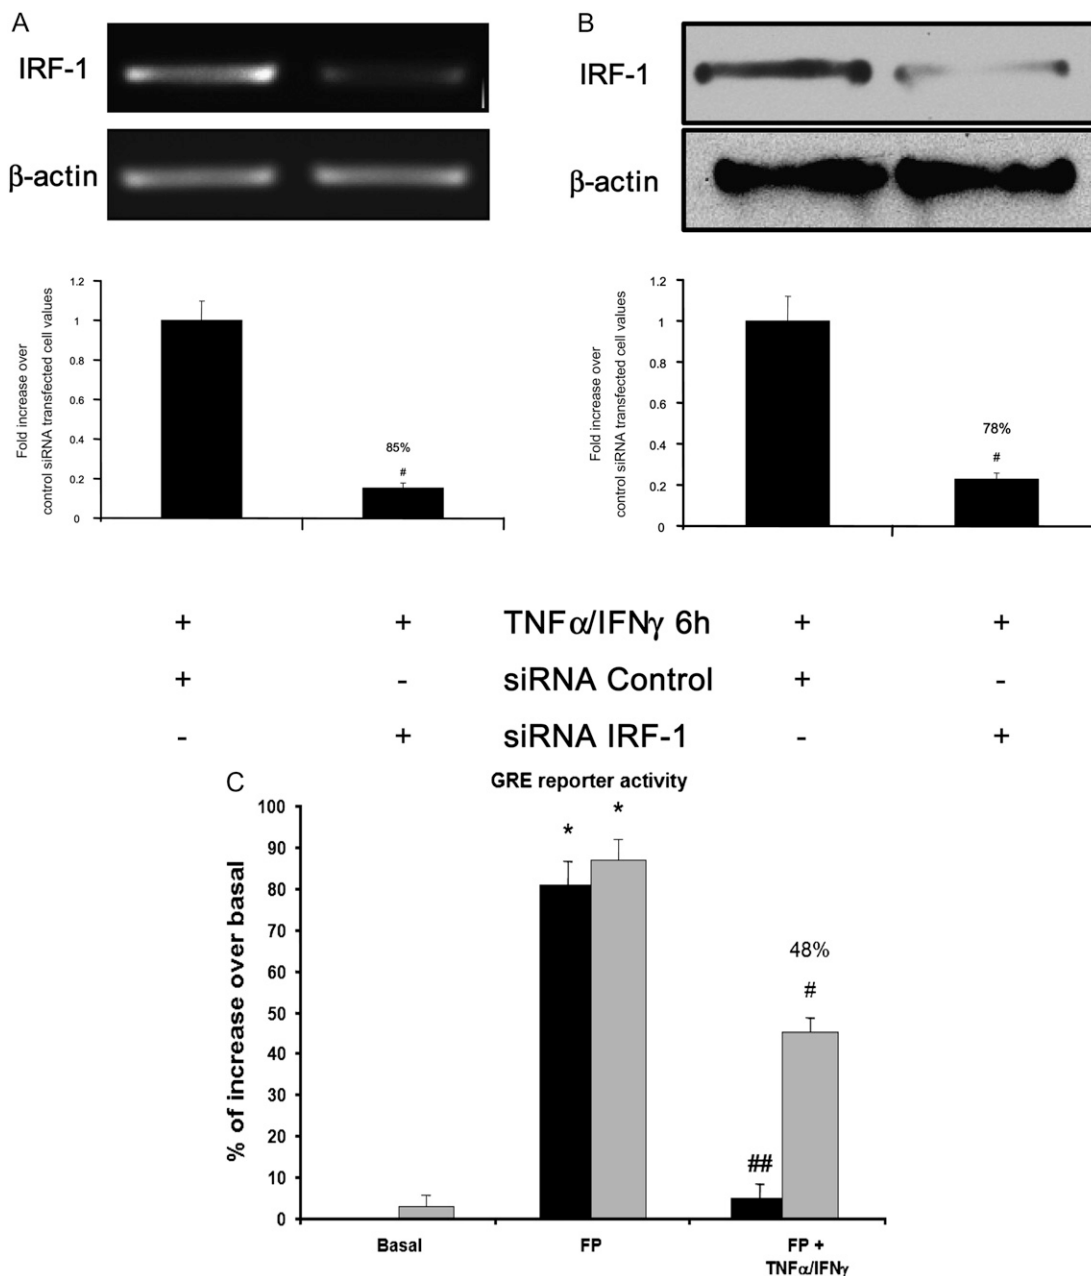 A
IRF-1
β-actin
Fold increase over
control siRNA transfected cell values
1.2
1
0.8
0.6
0.4
0.2
0
85%
#
B
IRF-1
β-actin
Fold increase over
control siRNA transfected cell values
1.2
1
0.8
0.6
0.4
0.2
0
78%
#
+ + TNFα/IFNγ 6h + +
+ - siRNA Control + -
- + siRNA IRF-1 - +
C
GRE reporter activity
% of increase over basal
100
90
80
70
60
50
40
30
20
10
0
*
*
##
48%
#
Basal
FP
FP +
TNFα/IFNγ